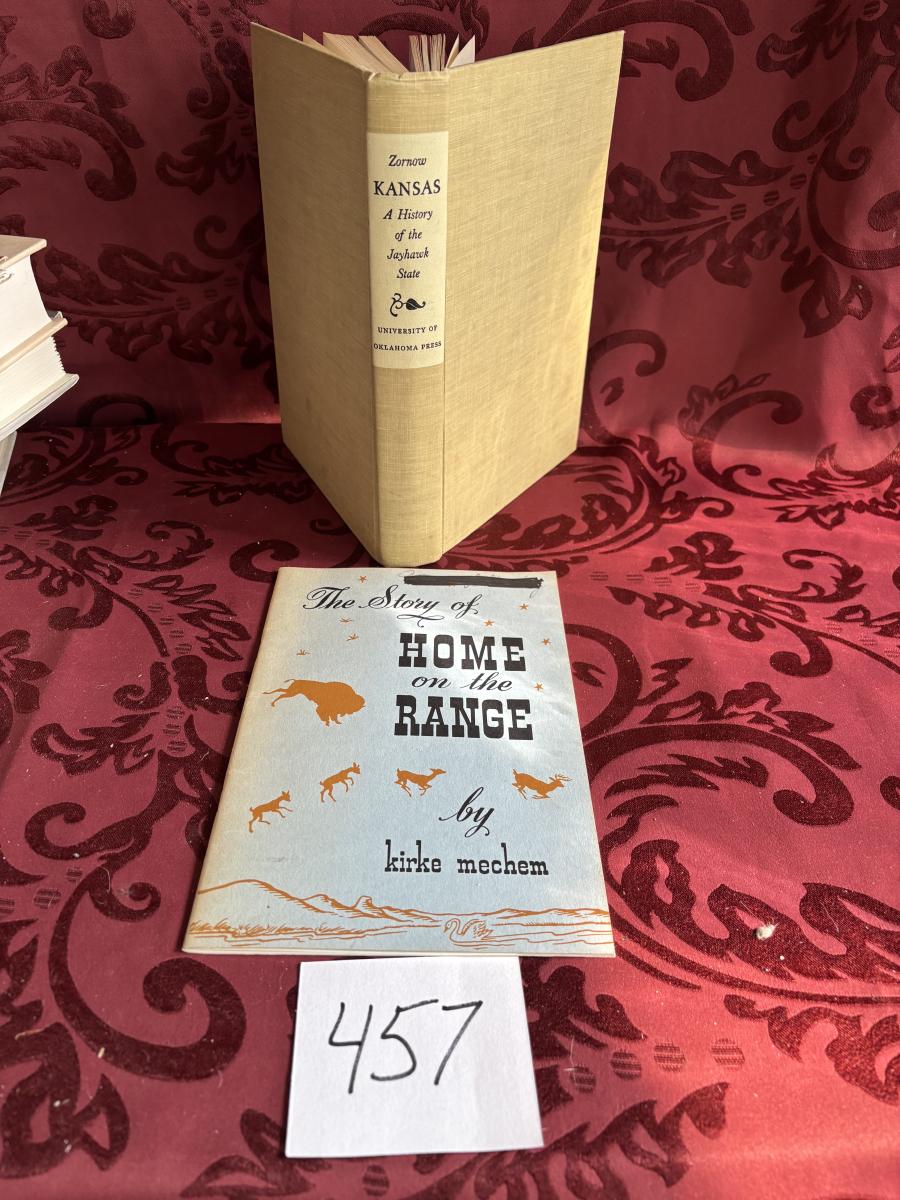 Zornow
KANSAS
A History
of the
Jayhawk
State
UNIVERSITY OF
OKLAHOMA PRESS
The Story of
HOME
on the
RANGE
by
kirke mechem
457